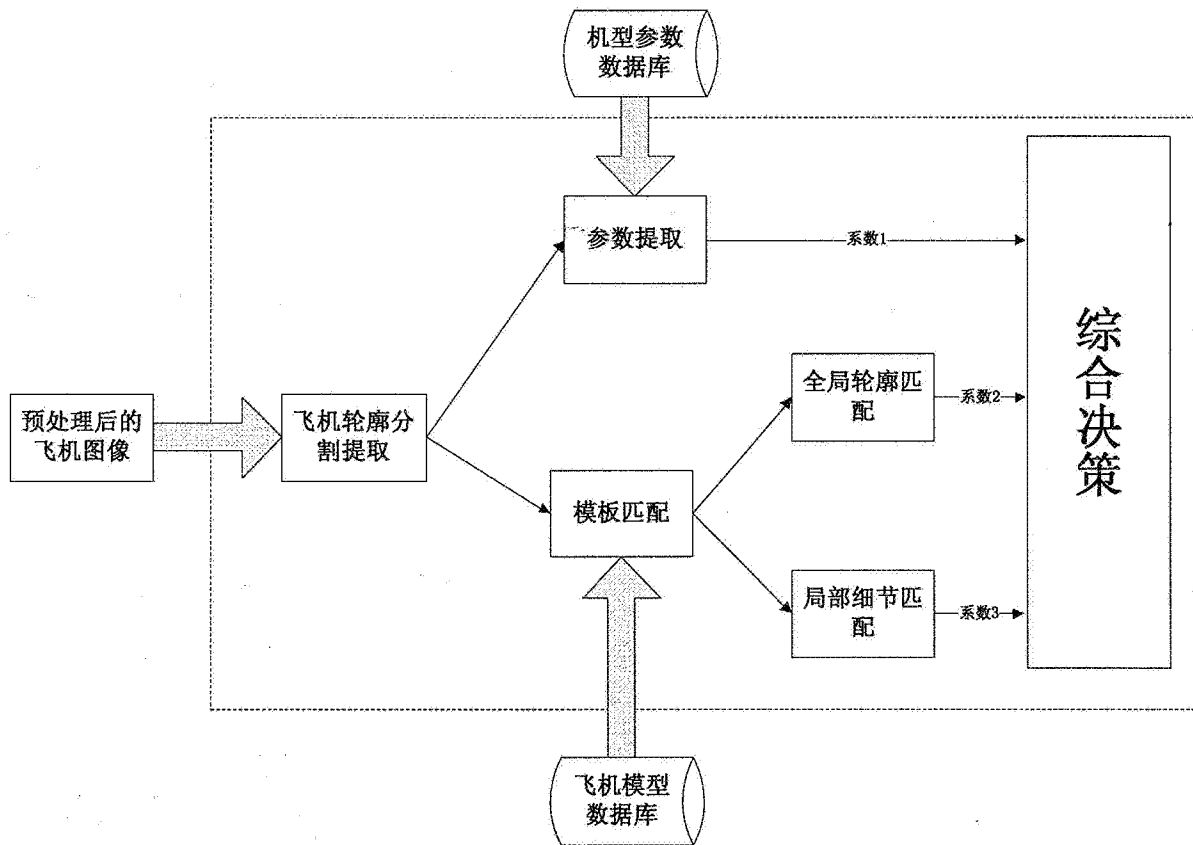 机型参数
数据库
参数提取
系数1
综合决策
全局轮廓匹
配
系数2
预处理后的
飞机图像
飞机轮廓分
割提取
模板匹配
局部细节匹
配
系数3
飞机模型
数据库